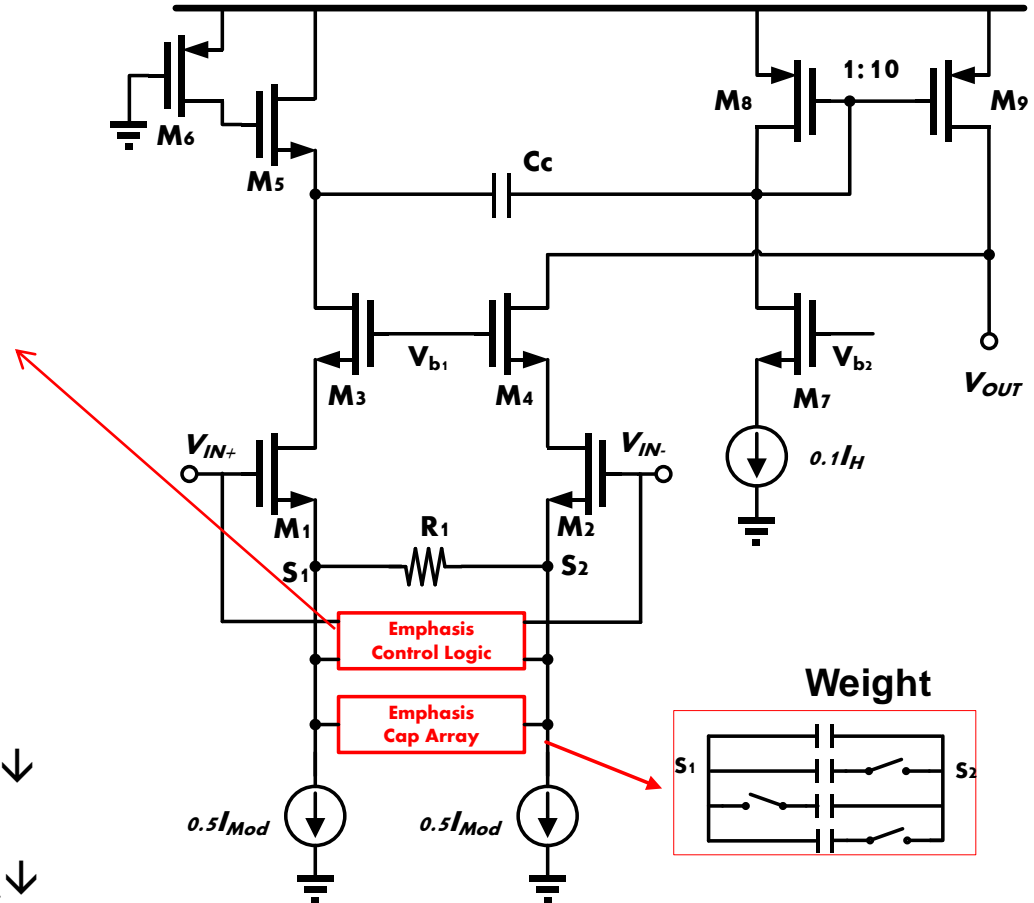 1:10
M8
M9
M6
M5
Cc
Vb1
M3
M4
Vb2
M7
VOUT
VIN+
VIN-
0.1IH
M1
M2
R1
S1
S2
Emphasis
Control Logic
Weight
Emphasis
Cap Array
S1
S2
↓
0.5IMod
0.5IMod
↓